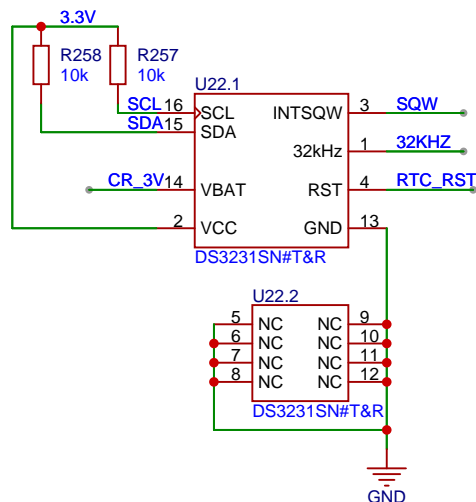 3.3V
R258 R257
10k 10k
U22.1
SCL 16 SCL INTSQW 3 SQW
SDA 15 SDA
32kHz 1 32KHZ
CR_3V 14 VBAT RST 4 RTC_RST
2 VCC GND 13
DS3231SN#T&R
U22.2
5 NC NC 9
6 NC NC 10
7 NC NC 11
8 NC NC 12
DS3231SN#T&R
GND